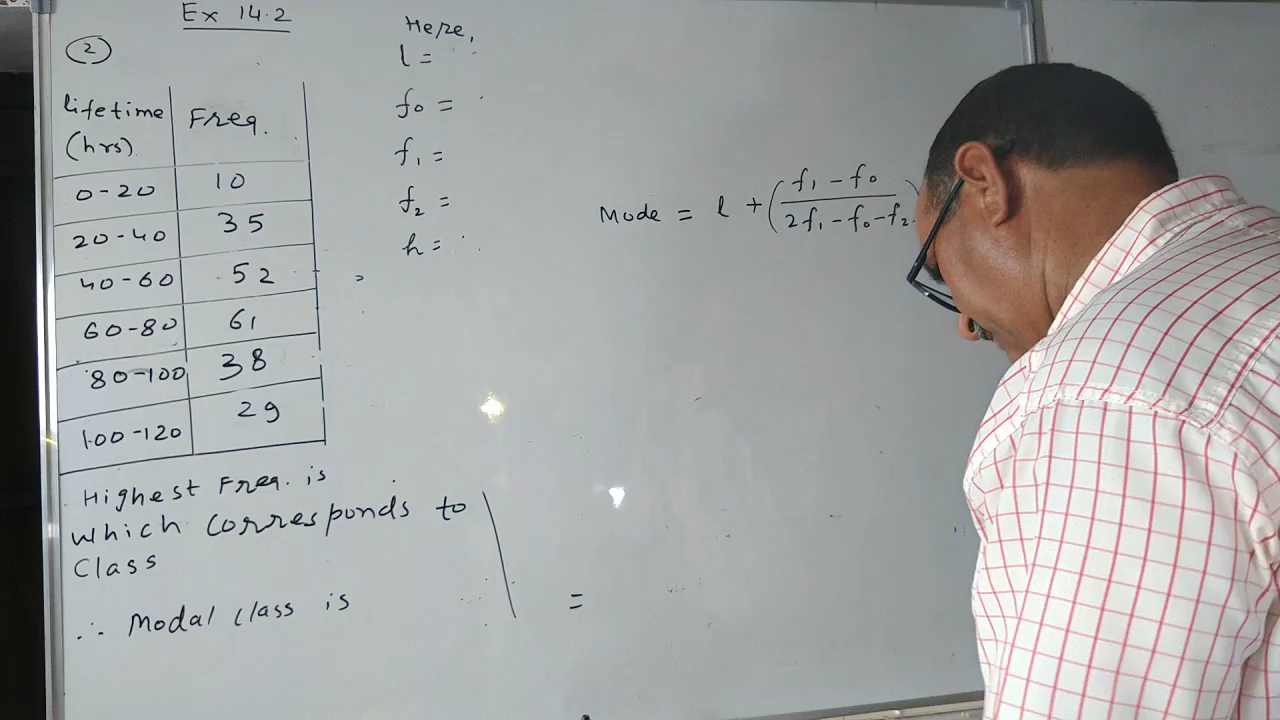 Ex 14.2
(2)
lifetime (hrs) Freq.
0-20 10
20-40 35
40-60 52
60-80 61
80-100 38
100-120 29
Highest Freq. is
which corresponds to
Class
∴ Modal class is
Here,
l =
f₀ =
f₁ =
f₂ =
h =
Mode = l + (f₁ - f₀ / 2f₁ - f₀ - f₂
=